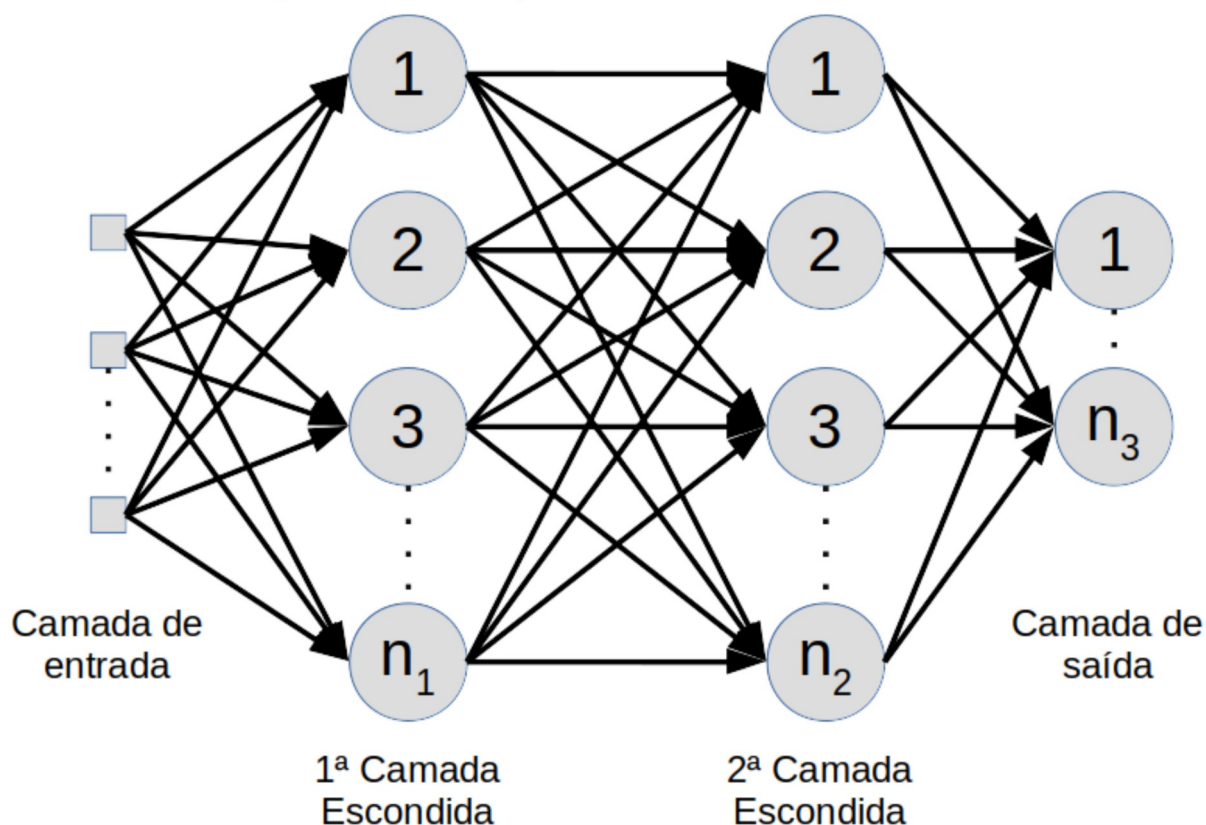 1
1
2
2
1
3
3
n3
n1
n2
Camada de
entrada
Camada de
saída
1ª Camada
Escondida
2ª Camada
Escondida